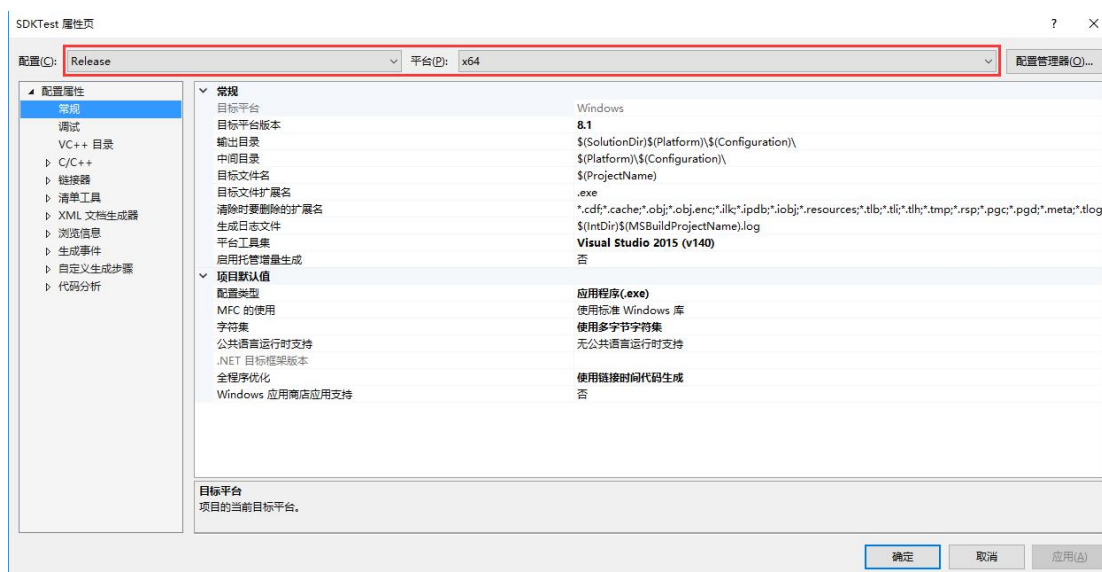 SDKTest 属性页 ? ×
配置(C): Release 平台(P): x64 配置管理器(O)...
配置属性
常规
调试
VC++ 目录
C/C++
链接器
清单工具
XML 文档生成器
浏览信息
生成事件
自定义生成步骤
代码分析
常规
目标平台 Windows
目标平台版本 8.1
输出目录 $(SolutionDir)$(Platform)\$(Configuration)\
中间目录 $(Platform)\$(Configuration)\
目标文件名 $(ProjectName)
目标文件扩展名 .exe
清除时要删除的扩展名 *.cdf;*.cache;*.obj;*.obj.enc;*.ilk;*.ipdb;*.iobj;*.resources;*.tlb;*.tli;*.tlh;*.tmp;*.rsp;*.pgc;*.pgd;*.meta;*.tlog
生成日志文件 $(IntDir)$(MSBuildProjectName).log
平台工具集 Visual Studio 2015 (v140)
启用托管增量生成 否
项目默认值
配置类型 应用程序(.exe)
MFC 的使用 使用标准 Windows 库
字符集 使用多字节字符集
公共语言运行时支持 无公共语言运行时支持
.NET 目标框架版本
全程序优化 使用链接时间代码生成
Windows 应用商店应用支持 否
目标平台
项目的当前目标平台。
确定 取消 应用(A)